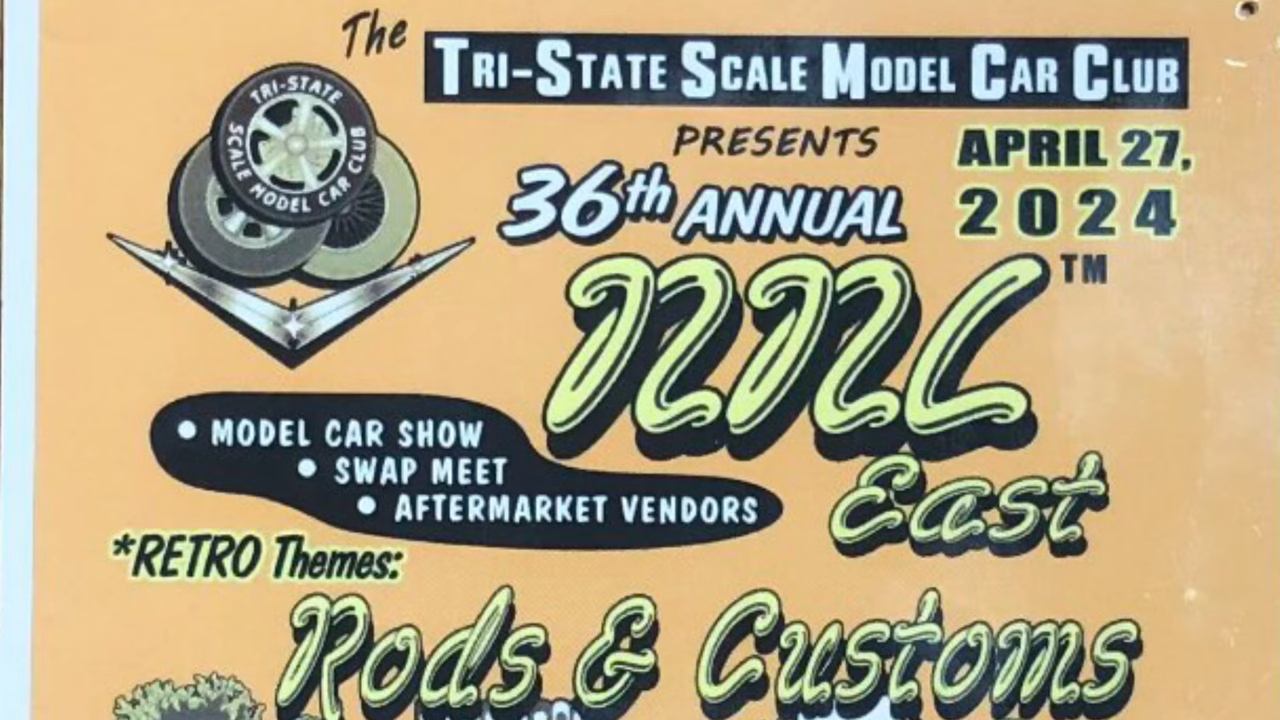 The
TRI-STATE SCALE MODEL CAR CLUB
TRI-STATE
SCALE MODEL CAR CLUB
PRESENTS
APRIL 27,
2024
36th ANNUAL
NNL™
East
• MODEL CAR SHOW
• SWAP MEET
• AFTERMARKET VENDORS
*RETRO Themes:
Rods & Customs